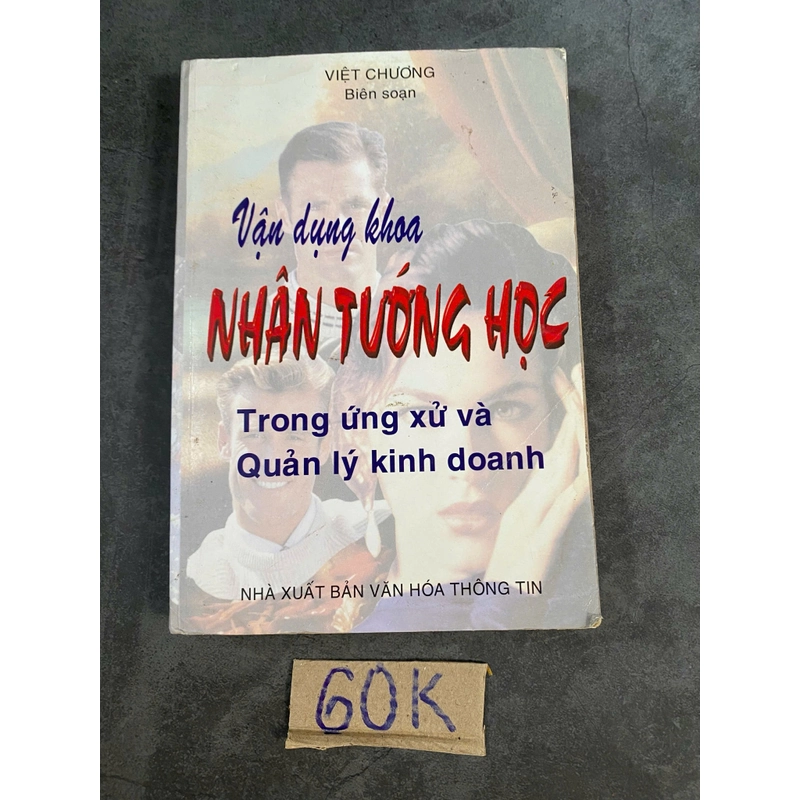 VIỆT CHƯƠNG
Biên soạn
Vận dụng khoa
NHÂN TƯỚNG HỌC
Trong ứng xử và
Quản lý kinh doanh
NHÀ XUẤT BẢN VĂN HÓA THÔNG TIN
60K